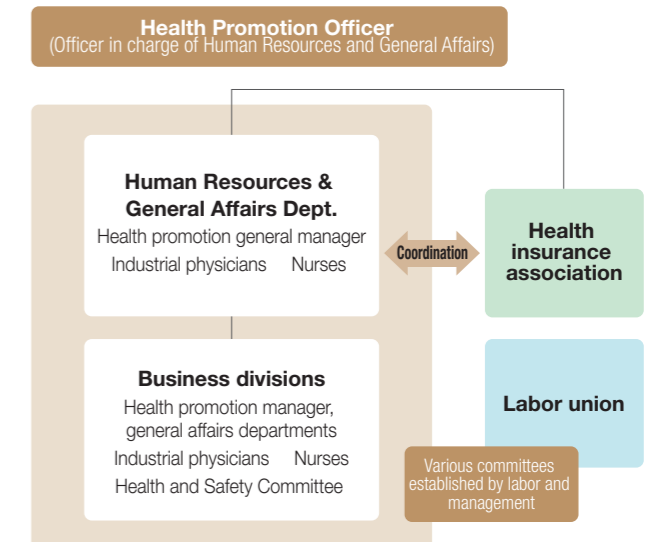 Health Promotion Officer
(Officer in charge of Human Resources and General Affairs)
Human Resources &
General Affairs Dept.
Health promotion general manager
Industrial physicians Nurses
Coordination
Health
insurance
association
Business divisions
Health promotion manager,
general affairs departments
Industrial physicians Nurses
Health and Safety Committee
Labor union
Various committees
established by labor and
management